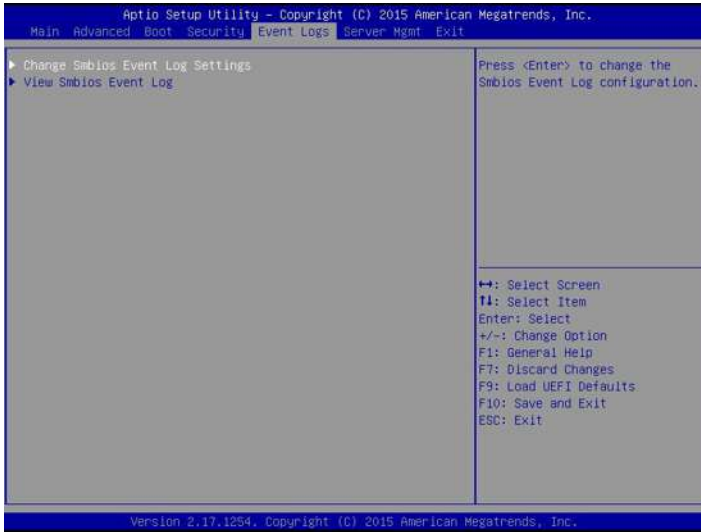 Aptio Setup Utility – Copyright (C) 2015 American Megatrends, Inc.
Main Advanced Boot Security Event Logs Server Mgmt Exit
Change Smbios Event Log Settings
View Smbios Event Log
Press <Enter> to change the
Smbios Event Log configuration.
↔: Select Screen
↑↓: Select Item
Enter: Select
+/-: Change Option
F1: General Help
F7: Discard Changes
F9: Load UEFI Defaults
F10: Save and Exit
ESC: Exit
Version 2.17.1254. Copyright (C) 2015 American Megatrends, Inc.